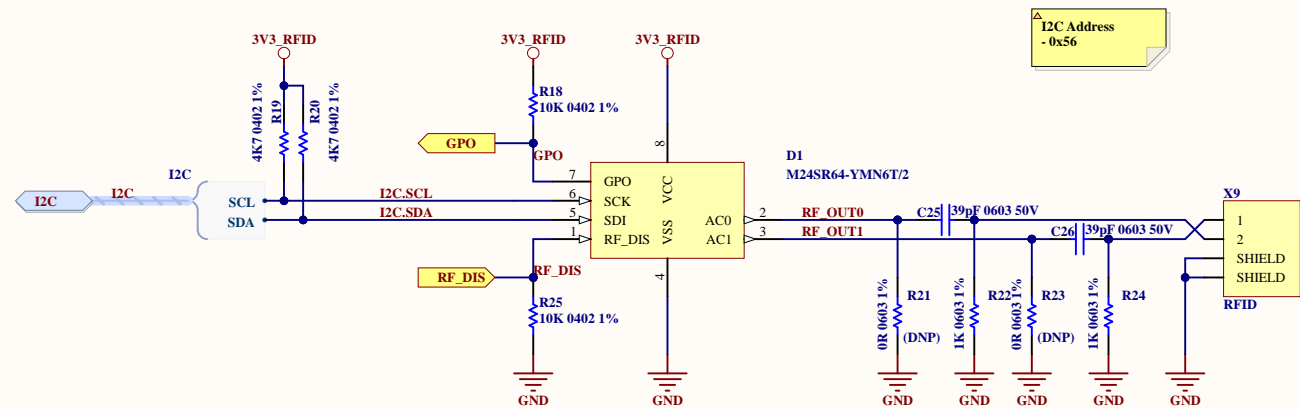 I2C Address
- 0x56
3V3_RFID
3V3_RFID
3V3_RFID
R18
10K 0402 1%
4K7 0402 1%
R19
R20
4K7 0402 1%
GPO
GPO
8
D1
M24SR64-YMN6T/2
I2C
I2C
I2C
SCL
SDA
I2C.SCL
I2C.SDA
7
6
5
1
GPO
SCK
SDI
RF_DIS
VCC
VSS
AC0
AC1
2
3
4
RF_OUT0
RF_OUT1
C25
39pF 0603 50V
C26
39pF 0603 50V
X9
1
2
SHIELD
SHIELD
RFID
RF_DIS
RF_DIS
R25
10K 0402 1%
0R 0603 1%
R21
(DNP)
1K 0603 1%
R22
0R 0603 1%
R23
(DNP)
1K 0603 1%
R24
GND
GND
GND
GND
GND
GND
GND